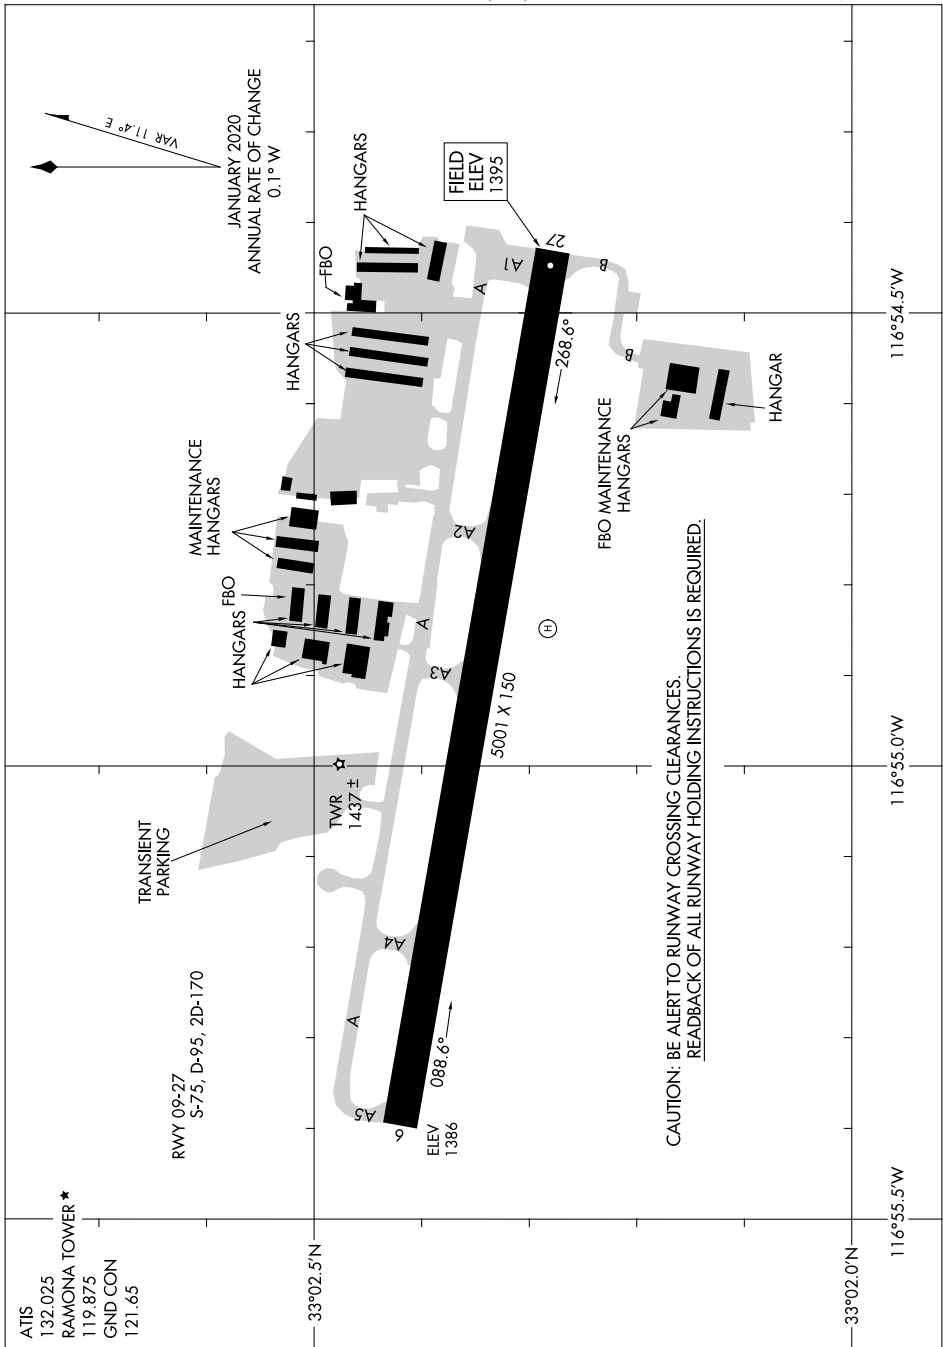 ATIS
132.025
RAMONA TOWER ★
119.875
GND CON
121.65
RWY 09-27
S-75, D-95, 2D-170
TRANSIENT
PARKING
TWR
1437 ±
HANGARS
FBO
MAINTENANCE
HANGARS
HANGARS
FBO
HANGARS
JANUARY 2020
ANNUAL RATE OF CHANGE
0.1° W
VAR 11.4° E
FIELD
ELEV
1395
ELEV
1386
9
A5
A
A4
A3
A
A2
A
A1
27
B
B
088.6°
5001 X 150
268.6°
H
FBO MAINTENANCE
HANGARS
HANGAR
CAUTION: BE ALERT TO RUNWAY CROSSING CLEARANCES.
READBACK OF ALL RUNWAY HOLDING INSTRUCTIONS IS REQUIRED.
33°02.5'N
33°02.0'N
116°55.5'W
116°55.0'W
116°54.5'W